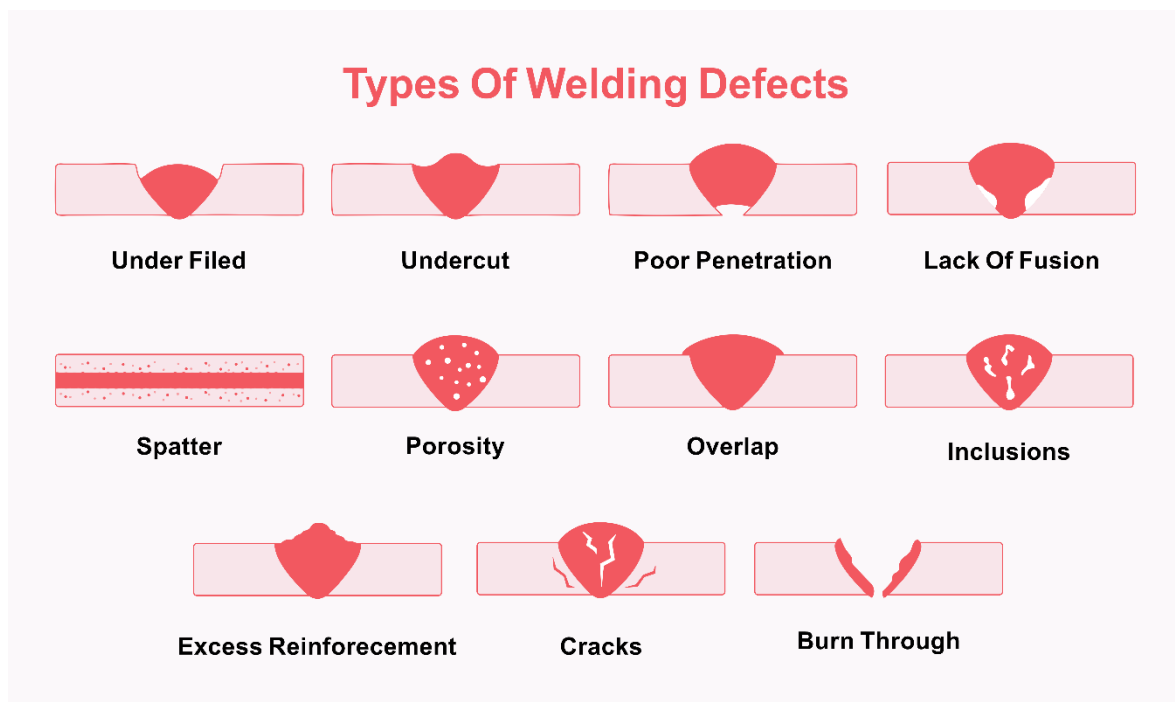 Types Of Welding Defects
Under Filed
Undercut
Poor Penetration
Lack Of Fusion
Spatter
Porosity
Overlap
Inclusions
Excess Reinforecement
Cracks
Burn Through